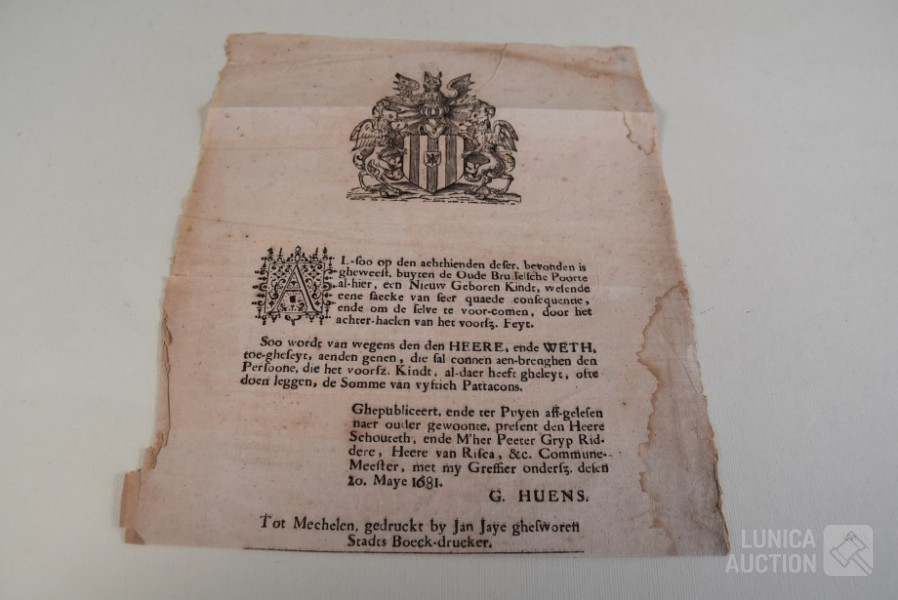 AL-soo op den achthienden deser, bevonden is
gheweest, buyten de Oude Brusselsche Poorte
al-hier, een Nieuw Geboren Kindt, wesende
eene saecke van seer quaede consequentie,
ende om de selve te voor-comen, door het
achter-haelen van het voorsz. Feyt.
Soo wordt van wegens den den HEERE, ende WETH,
toe-gheseyt, aenden genen, die sal connen aen-brenghen den
Persoone, die het voorsz. Kindt, al-daer heeft gheleyt, ofte
doen leggen, de Somme van vyftich Pattacons.
Ghepubliceert, ende ter Puyen aff-gelesen
naer ouder gewoonte, present den Heere
Schouteth, ende M'her Peeter Gryp Rid-
dere, Heere van Risea, &c. Commune-
Meester, met my Greffier ondersz. desen
20. Maye 1681.
G. HUENS.
Tot Mechelen, gedruckt by Jan Jaye ghesworen
Stadts Boeck-drucker.
LUNICA
AUCTION